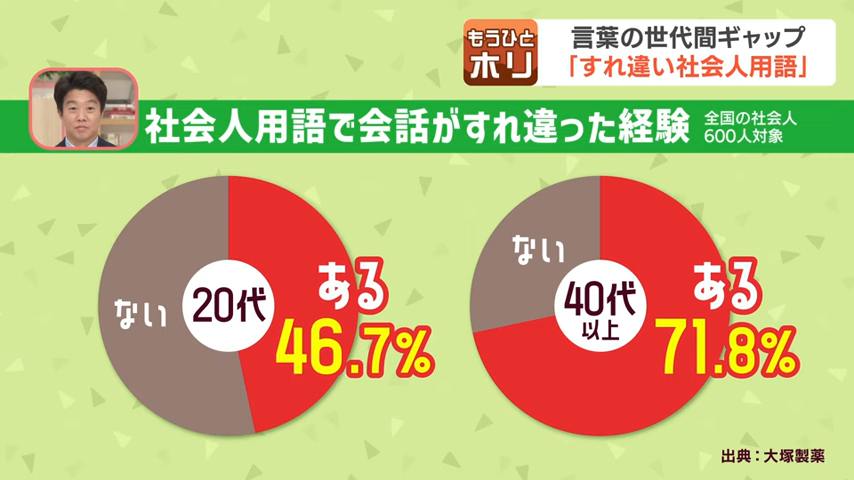 もうひと
ホリ
言葉の世代間ギャップ
「すれ違い社会人用語」
社会人用語で会話がすれ違った経験
全国の社会人
600人対象
ない
20代
ある
46.7%
ない
40代
以上
ある
71.8%
出典：大塚製薬